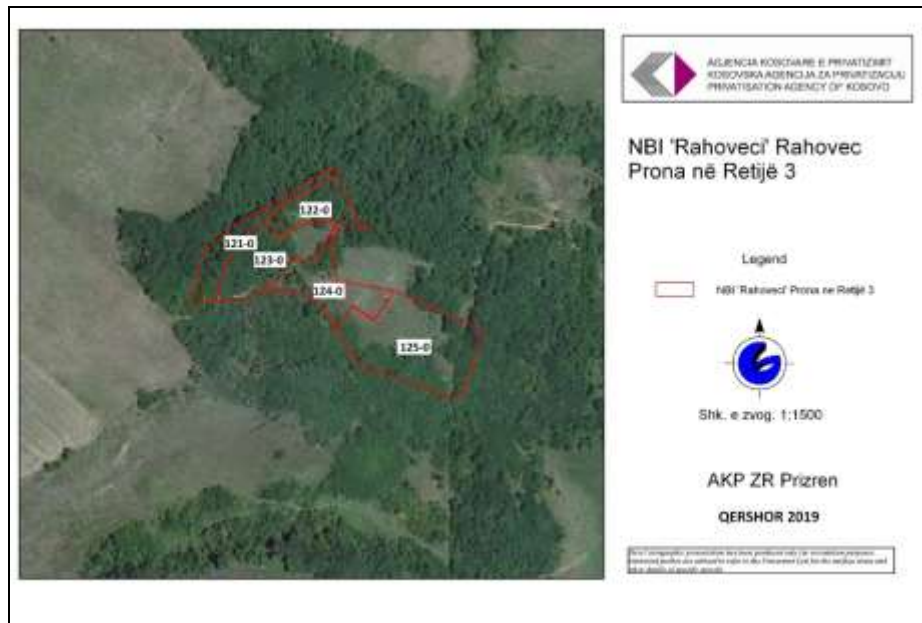 AGJENCIA KOSOVARE E PRIVATIZIMIT
KOSOVSKA AGENCIJA ZA PRIVATIZACIJU
PRIVATISATION AGENCY OF KOSOVO
NBI 'Rahoveci' Rahovec
Prona në Retijë 3
122-0
121-0
123-0
124-0
125-0
Legend
NBI 'Rahoveci' Prona ne Retijë 3
Shk. e zvog. 1:1500
AKP ZR Prizren
QERSHOR 2019